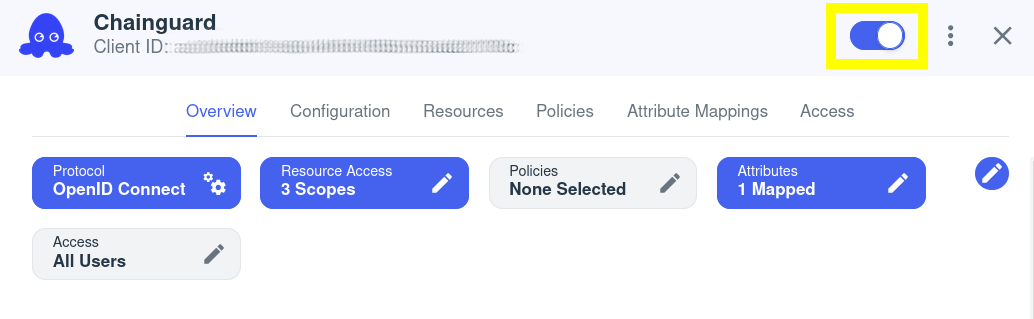 Chainguard
Client ID:
Overview Configuration Resources Policies Attribute Mappings Access
Protocol
OpenID Connect
Resource Access
3 Scopes
Policies
None Selected
Attributes
1 Mapped
Access
All Users